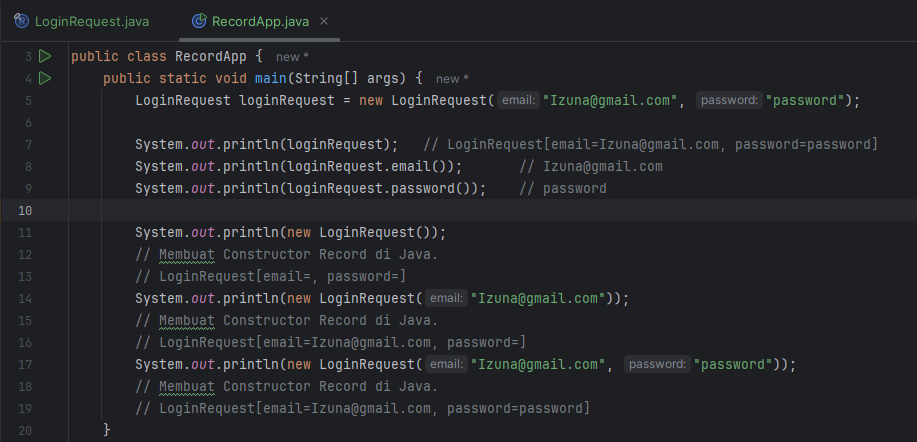 LoginRequest.java RecordApp.java ×
3 public class RecordApp { new *
4 public static void main(String[] args) { new *
5 LoginRequest loginRequest = new LoginRequest( email: "Izuna@gmail.com", password: "password");
6
7 System.out.println(loginRequest); // LoginRequest[email=Izuna@gmail.com, password=password]
8 System.out.println(loginRequest.email()); // Izuna@gmail.com
9 System.out.println(loginRequest.password()); // password
10
11 System.out.println(new LoginRequest());
12 // Membuat Constructor Record di Java.
13 // LoginRequest[email=, password=]
14 System.out.println(new LoginRequest( email: "Izuna@gmail.com"));
15 // Membuat Constructor Record di Java.
16 // LoginRequest[email=Izuna@gmail.com, password=]
17 System.out.println(new LoginRequest( email: "Izuna@gmail.com", password: "password"));
18 // Membuat Constructor Record di Java.
19 // LoginRequest[email=Izuna@gmail.com, password=password]
20 }